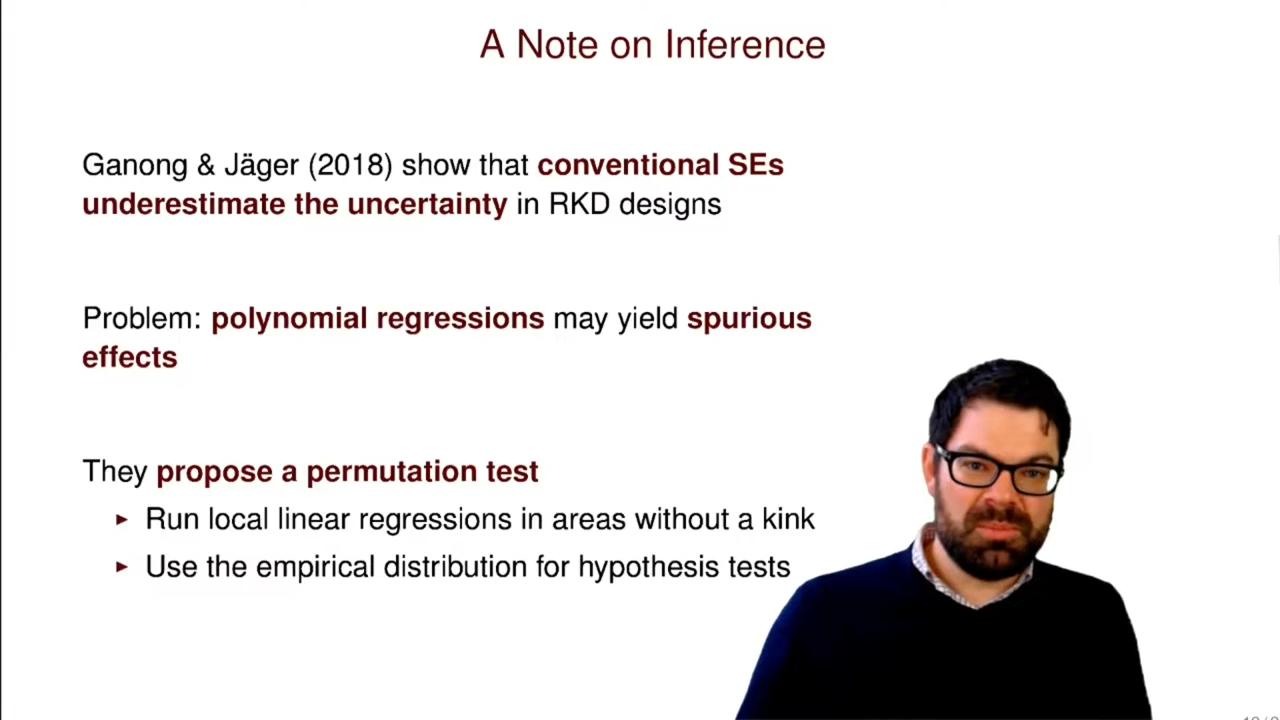 A Note on Inference
Ganong & Jäger (2018) show that conventional SEs
underestimate the uncertainty in RKD designs
Problem: polynomial regressions may yield spurious
effects
They propose a permutation test
▸ Run local linear regressions in areas without a kink
▸ Use the empirical distribution for hypothesis tests